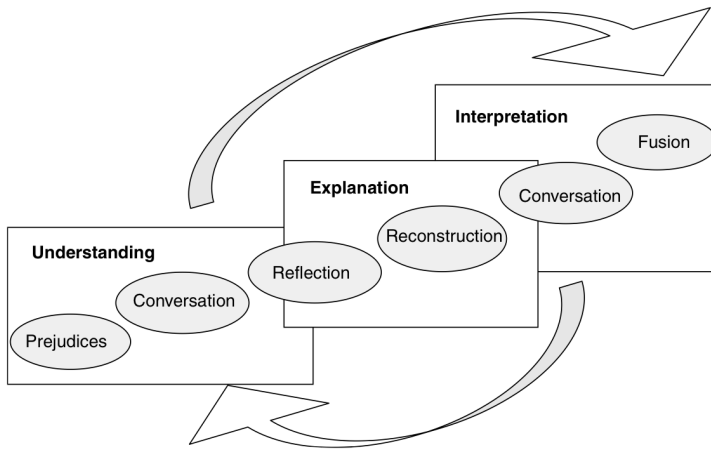 Interpretation
Fusion
Explanation
Conversation
Reconstruction
Understanding
Reflection
Conversation
Prejudices